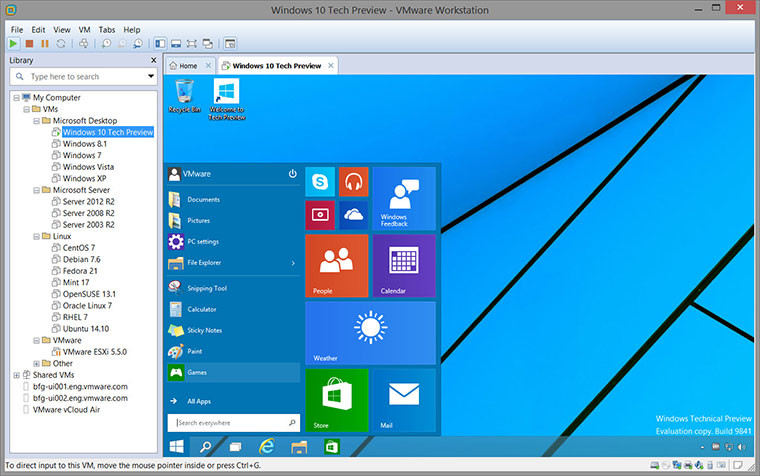 Windows 10 Tech Preview - VMware Workstation
File Edit View VM Tabs Help
Library
Type here to search
My Computer
VMs
Microsoft Desktop
Windows 10 Tech Preview
Windows 8.1
Windows 7
Windows Vista
Windows XP
Microsoft Server
Server 2012 R2
Server 2008 R2
Server 2003 R2
Linux
CentOS 7
Debian 7.6
Fedora 21
Mint 17
OpenSUSE 13.1
Oracle Linux 7
RHEL 7
Ubuntu 14.10
VMware
VMware ESXi 5.5.0
Other
Shared VMs
bfg-ui001.eng.vmware.com
bfg-ui002.eng.vmware.com
VMware vCloud Air
Home
Windows 10 Tech Preview
Recycle Bin
Welcome to
Tech Preview
VMware
Documents
Pictures
PC settings
File Explorer
Snipping Tool
Calculator
Sticky Notes
Paint
Games
All Apps
Search everywhere
Windows
Feedback
People
Calendar
Weather
Store
Mail
Windows Technical Preview
Evaluation copy. Build 9841
To direct input to this VM, move the mouse pointer inside or press Ctrl+G.